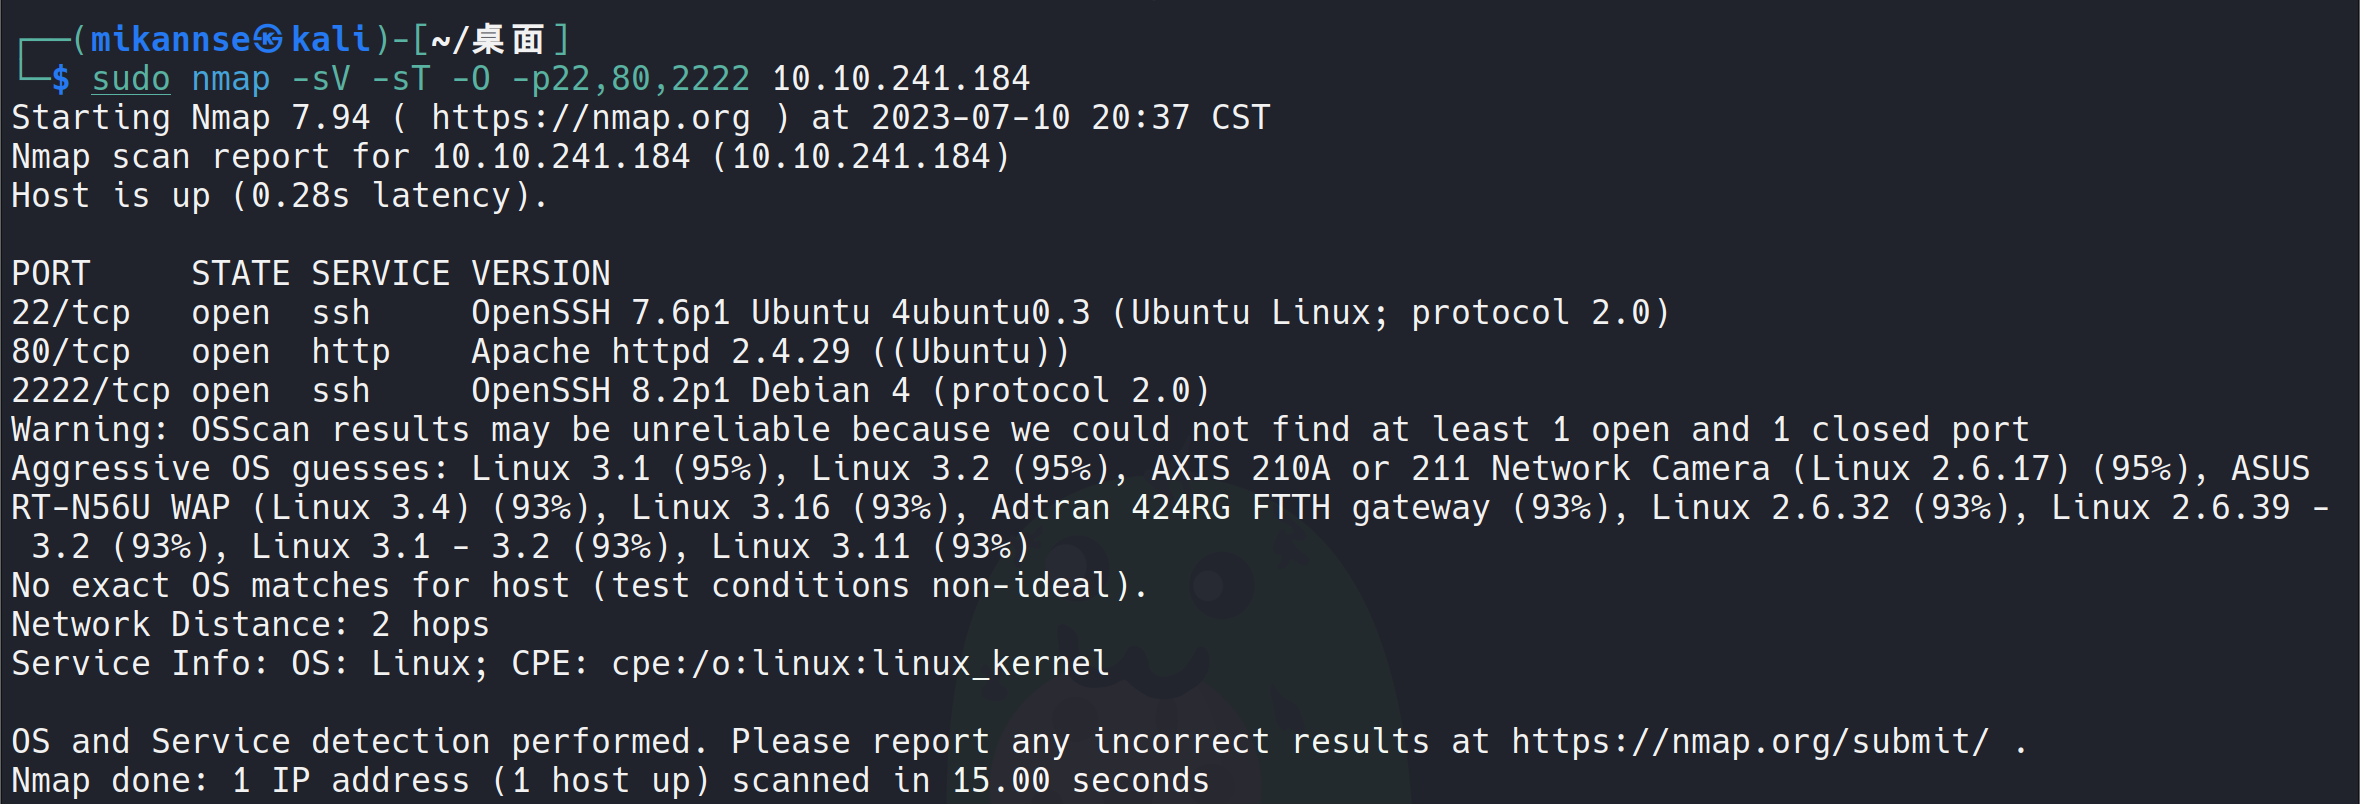 ┌──(mikannse㉿kali)-[~/桌面]
└─$ sudo nmap -sV -sT -O -p22,80,2222 10.10.241.184
Starting Nmap 7.94 ( https://nmap.org ) at 2023-07-10 20:37 CST
Nmap scan report for 10.10.241.184 (10.10.241.184)
Host is up (0.28s latency).

PORT     STATE SERVICE VERSION
22/tcp   open  ssh     OpenSSH 7.6p1 Ubuntu 4ubuntu0.3 (Ubuntu Linux; protocol 2.0)
80/tcp   open  http    Apache httpd 2.4.29 ((Ubuntu))
2222/tcp open  ssh     OpenSSH 8.2p1 Debian 4 (protocol 2.0)
Warning: OSScan results may be unreliable because we could not find at least 1 open and 1 closed port
Aggressive OS guesses: Linux 3.1 (95%), Linux 3.2 (95%), AXIS 210A or 211 Network Camera (Linux 2.6.17) (95%), ASUS
RT-N56U WAP (Linux 3.4) (93%), Linux 3.16 (93%), Adtran 424RG FTTH gateway (93%), Linux 2.6.32 (93%), Linux 2.6.39 -
 3.2 (93%), Linux 3.1 - 3.2 (93%), Linux 3.11 (93%)
No exact OS matches for host (test conditions non-ideal).
Network Distance: 2 hops
Service Info: OS: Linux; CPE: cpe:/o:linux:linux_kernel

OS and Service detection performed. Please report any incorrect results at https://nmap.org/submit/ .
Nmap done: 1 IP address (1 host up) scanned in 15.00 seconds